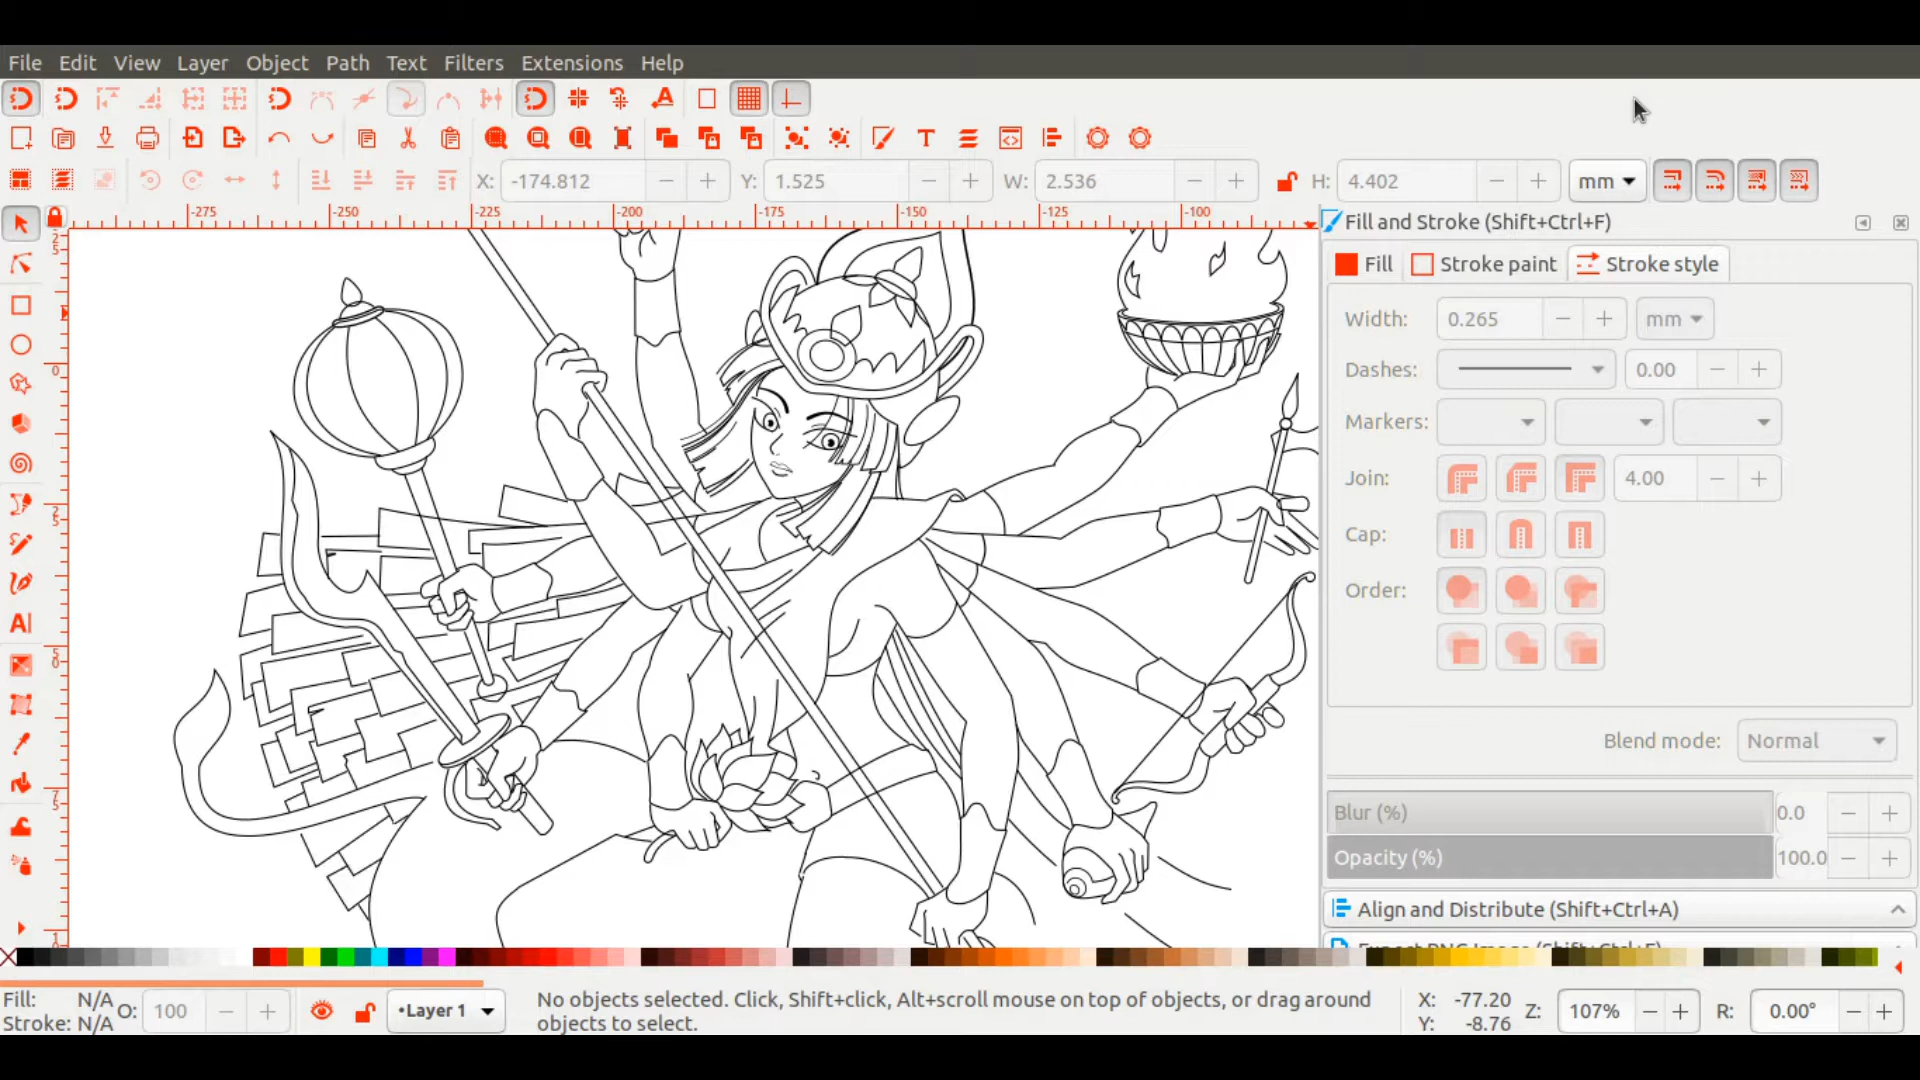 File Edit View Layer Object Path Text Filters Extensions Help
X: -174.812 Y: 1.525 W: 2.536 H: 4.402 mm
-275 -250 -225 -200 -175 -150 -125 -100
Fill and Stroke (Shift+Ctrl+F)
Fill Stroke paint Stroke style
Width: 0.265 mm
Dashes: 0.00
Markers:
Join: 4.00
Cap:
Order:
Blend mode: Normal
Blur (%) 0.0
Opacity (%) 100.0
Align and Distribute (Shift+Ctrl+A)
Export PNG Image (Shift+Ctrl+E)
Fill: N/A O: 100 •Layer 1 No objects selected. Click, Shift+click, Alt+scroll mouse on top of objects, or drag around X: -77.20 Z: 107% R: 0.00°
Stroke: N/A objects to select. Y: -8.76